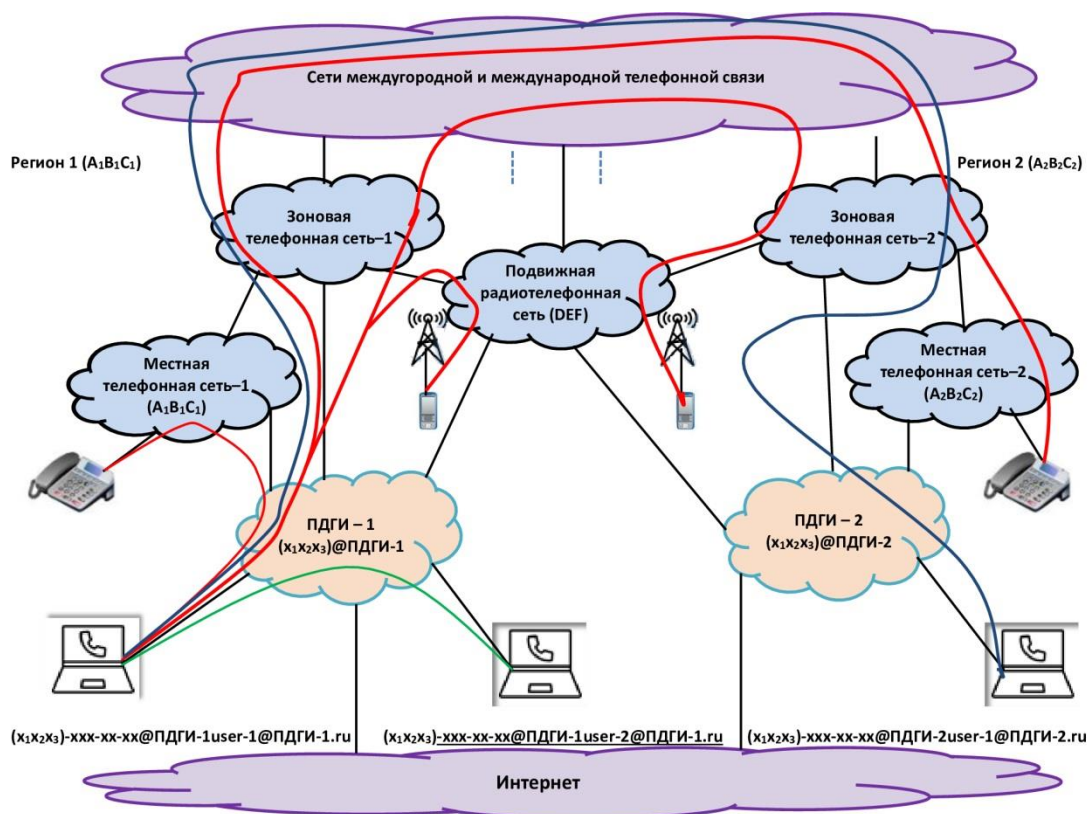 Сети междугородной и международной телефонной связи
Регион 1 (A₁B₁C₁)
Регион 2 (A₂B₂C₂)
Зоновая
телефонная сеть–1
Зоновая
телефонная сеть–2
Подвижная
радиотелефонная
сеть (DEF)
Местная
телефонная сеть–1
(A₁B₁C₁)
Местная
телефонная сеть–2
(A₂B₂C₂)
ПДГИ – 1
(x₁x₂x₃)@ПДГИ-1
ПДГИ – 2
(x₁x₂x₃)@ПДГИ-2
(x₁x₂x₃)-xxx-xx-xx@ПДГИ-1user-1@ПДГИ-1.ru
(x₁x₂x₃)-xxx-xx-xx@ПДГИ-1user-2@ПДГИ-1.ru
(x₁x₂x₃)-xxx-xx-xx@ПДГИ-2user-1@ПДГИ-2.ru
Интернет